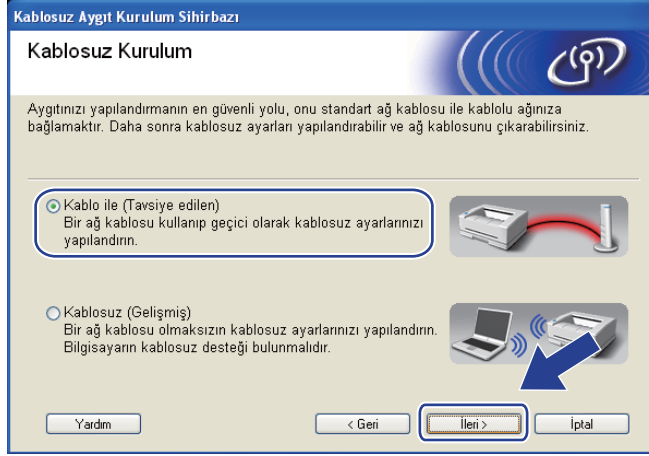 Kablosuz Aygıt Kurulum Sihirbazı
Kablosuz Kurulum
Aygıtınızı yapılandırmanın en güvenli yolu, onu standart ağ kablosu ile kablolu ağınıza
bağlamaktır. Daha sonra kablosuz ayarları yapılandırabilir ve ağ kablosunu çıkarabilirsiniz.
Kablo ile (Tavsiye edilen)
Bir ağ kablosu kullanıp geçici olarak kablosuz ayarlarınızı
yapılandırın.
Kablosuz (Gelişmiş)
Bir ağ kablosu olmaksızın kablosuz ayarlarınızı yapılandırın.
Bilgisayarın kablosuz desteği bulunmalıdır.
Yardım
< Geri
İleri >
İptal